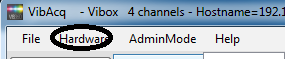 VibAcq - Vibox 4 channels - Hostname=192.1
File Hardware AdminMode Help